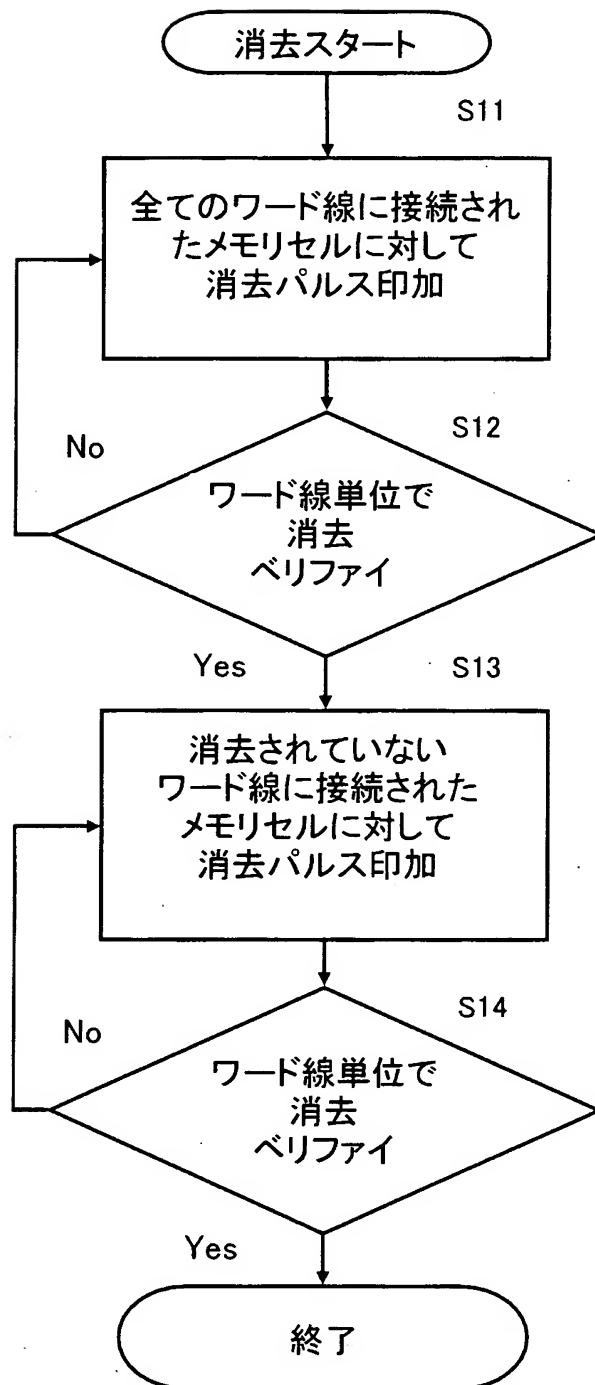 消去スタート
S11
全てのワード線に接続され
たメモリセルに対して
消去パルス印加
S12
No
ワード線単位で
消去
ベリファイ
Yes
S13
消去されていない
ワード線に接続された
メモリセルに対して
消去パルス印加
S14
No
ワード線単位で
消去
ベリファイ
Yes
終了